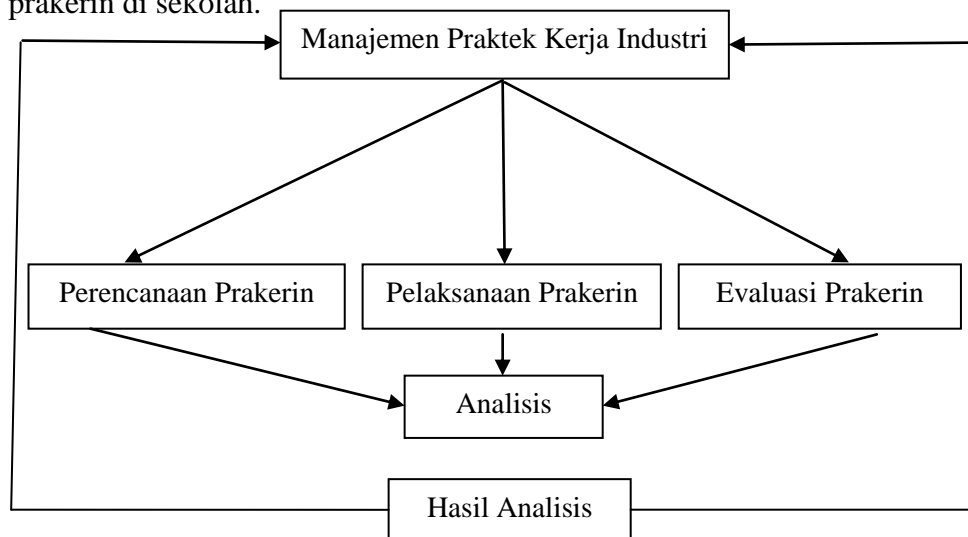 prakerin di sekolah.
Manajemen Praktek Kerja Industri
Perencanaan Prakerin
Pelaksanaan Prakerin
Evaluasi Prakerin
Analisis
Hasil Analisis